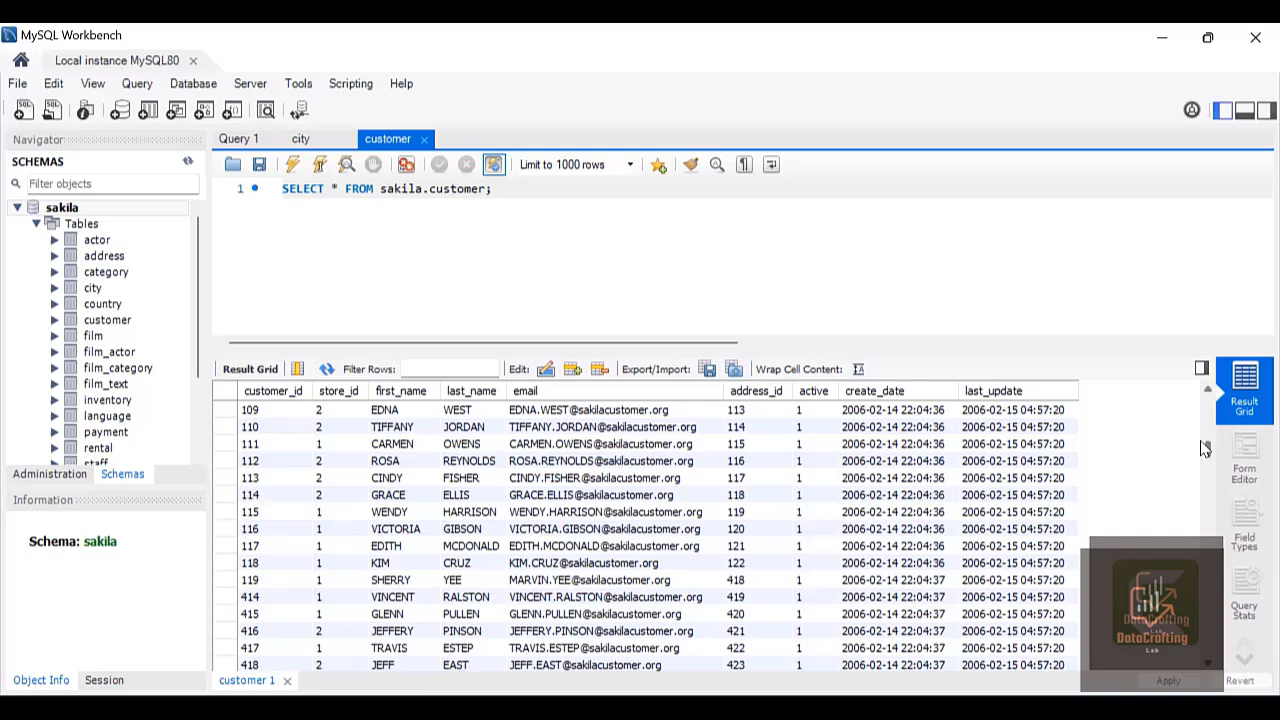 MySQL Workbench
Local instance MySQL80
File Edit View Query Database Server Tools Scripting Help
Navigator
SCHEMAS
Filter objects
sakila
Tables
actor
address
category
city
country
customer
film
film_actor
film_category
film_text
inventory
language
payment
rental
staff
Administration Schemas
Information
Schema: sakila
Object Info Session
Query 1 city customer
Limit to 1000 rows
1 SELECT * FROM sakila.customer;
Result Grid Filter Rows: Edit: Export/Import: Wrap Cell Content:
customer_id store_id first_name last_name email address_id active create_date last_update
109 2 EDNA WEST EDNA.WEST@sakilacustomer.org 113 1 2006-02-14 22:04:36 2006-02-15 04:57:20
110 2 TIFFANY JORDAN TIFFANY.JORDAN@sakilacustomer.org 114 1 2006-02-14 22:04:36 2006-02-15 04:57:20
111 1 CARMEN OWENS CARMEN.OWENS@sakilacustomer.org 115 1 2006-02-14 22:04:36 2006-02-15 04:57:20
112 2 ROSA REYNOLDS ROSA.REYNOLDS@sakilacustomer.org 116 1 2006-02-14 22:04:36 2006-02-15 04:57:20
113 2 CINDY FISHER CINDY.FISHER@sakilacustomer.org 117 1 2006-02-14 22:04:36 2006-02-15 04:57:20
114 2 GRACE ELLIS GRACE.ELLIS@sakilacustomer.org 118 1 2006-02-14 22:04:36 2006-02-15 04:57:20
115 1 WENDY HARRISON WENDY.HARRISON@sakilacustomer.org 119 1 2006-02-14 22:04:36 2006-02-15 04:57:20
116 1 VICTORIA GIBSON VICTORIA.GIBSON@sakilacustomer.org 120 1 2006-02-14 22:04:36 2006-02-15 04:57:20
117 1 EDITH MCDONALD EDITH.MCDONALD@sakilacustomer.org 121 1 2006-02-14 22:04:36 2006-02-15 04:57:20
118 1 KIM CRUZ KIM.CRUZ@sakilacustomer.org 122 1 2006-02-14 22:04:36 2006-02-15 04:57:20
119 1 SHERRY YEE MARVIN.YEE@sakilacustomer.org 418 1 2006-02-14 22:04:37 2006-02-15 04:57:20
414 1 VINCENT RALSTON VINCENT.RALSTON@sakilacustomer.org 419 1 2006-02-14 22:04:37 2006-02-15 04:57:20
415 1 GLENN PULLEN GLENN.PULLEN@sakilacustomer.org 420 1 2006-02-14 22:04:37 2006-02-15 04:57:20
416 2 JEFFERY PINSON JEFFERY.PINSON@sakilacustomer.org 421 1 2006-02-14 22:04:37 2006-02-15 04:57:20
417 1 TRAVIS ESTEP TRAVIS.ESTEP@sakilacustomer.org 422 1 2006-02-14 22:04:37 2006-02-15 04:57:20
418 2 JEFF EAST JEFF.EAST@sakilacustomer.org 423 1 2006-02-14 22:04:37 2006-02-15 04:57:20
customer 1
Result
Grid
Form
Editor
Field
Types
Query
Stats
DataCrafting
Lab
DataCrafting
Lab
Apply Revert